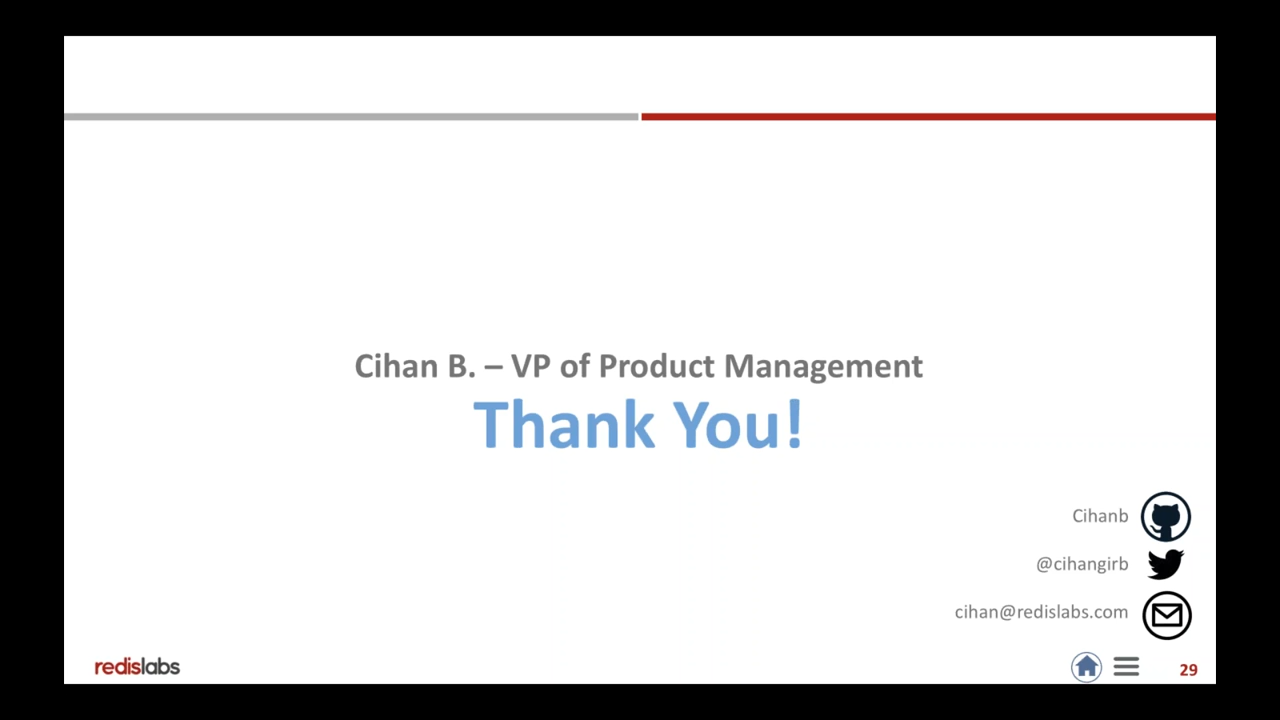 Cihan B. – VP of Product Management
Thank You!
Cihanb
@cihangirb
cihan@redislabs.com
redislabs
29